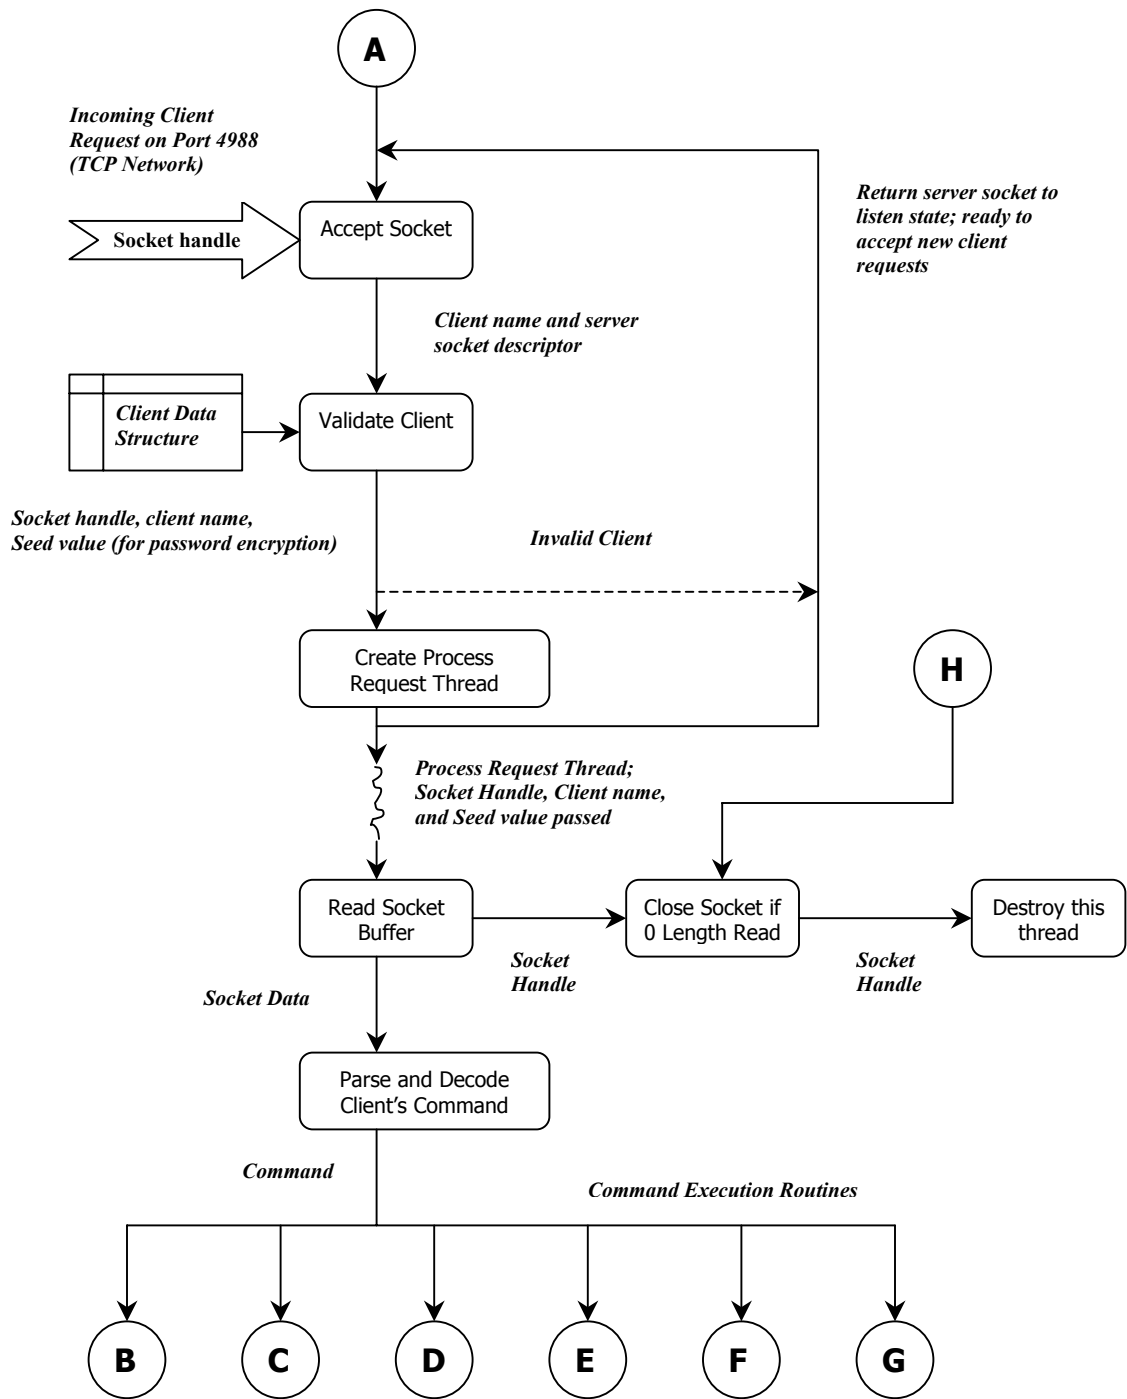 A
Incoming Client
Request on Port 4988
(TCP Network)
Return server socket to
listen state; ready to
accept new client
requests
Socket handle
Accept Socket
Client name and server
socket descriptor
Client Data
Structure
Validate Client
Socket handle, client name,
Seed value (for password encryption)
Invalid Client
Create Process
Request Thread
H
Process Request Thread;
Socket Handle, Client name,
and Seed value passed
Read Socket
Buffer
Close Socket if
0 Length Read
Destroy this
thread
Socket
Handle
Socket
Handle
Socket Data
Parse and Decode
Client's Command
Command
Command Execution Routines
B
C
D
E
F
G